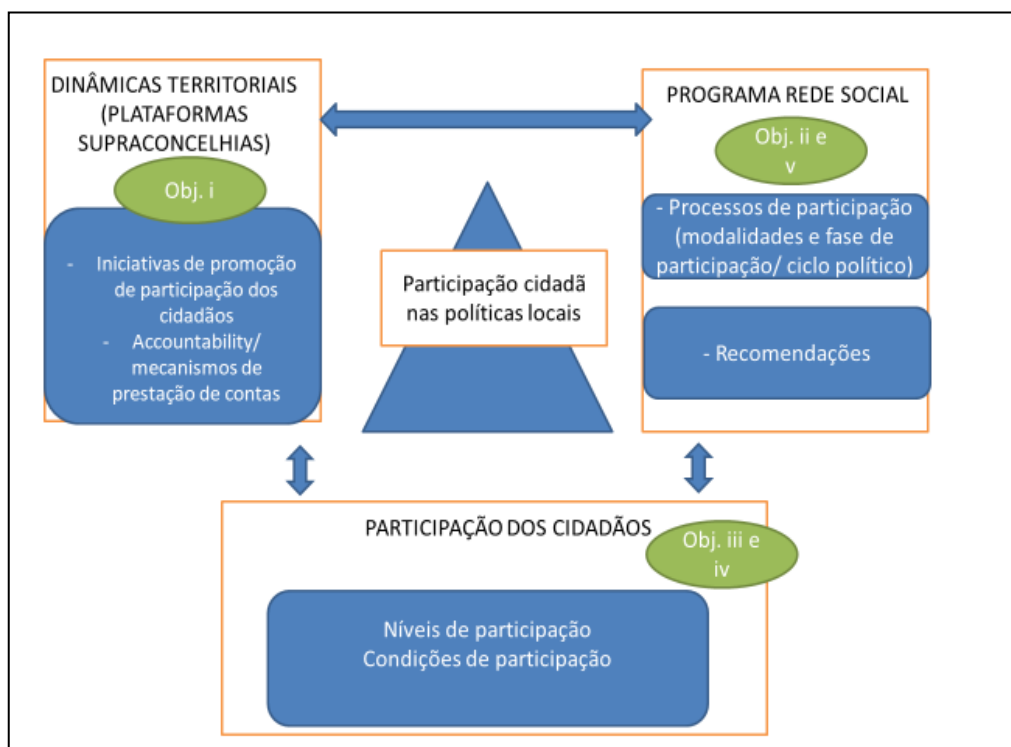 DINÂMICAS TERRITORIAIS
(PLATAFORMAS
SUPRACONCELHIAS)
Obj. i
- Iniciativas de promoção
de participação dos
cidadãos
- Accountability/
mecanismos de
prestação de contas
PROGRAMA REDE SOCIAL
Obj. ii e
v
- Processos de participação
(modalidades e fase de
participação/ ciclo político)
- Recomendações
Participação cidadã
nas políticas locais
PARTICIPAÇÃO DOS CIDADÃOS
Obj. iii e
iv
Níveis de participação
Condições de participação